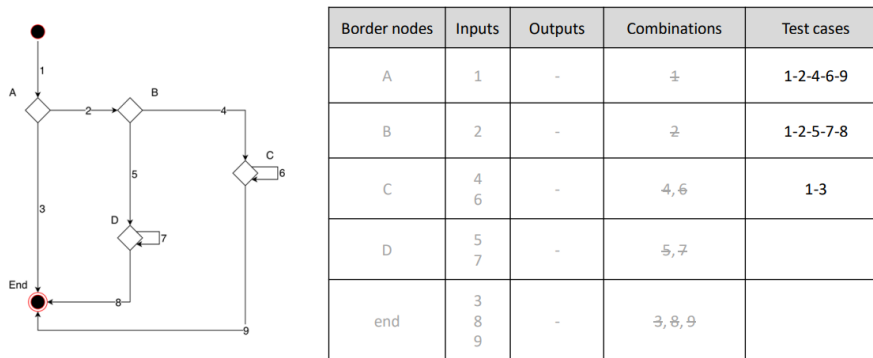 1
A
B
2
4
C
6
5
3
D
7
End
8
9
Border nodes Inputs Outputs Combinations Test cases
A 1 - 1 1-2-4-6-9
B 2 - 2 1-2-5-7-8
C 4 6 - 4, 6 1-3
D 5 7 - 5, 7
end 3 8 9 - 3, 8, 9